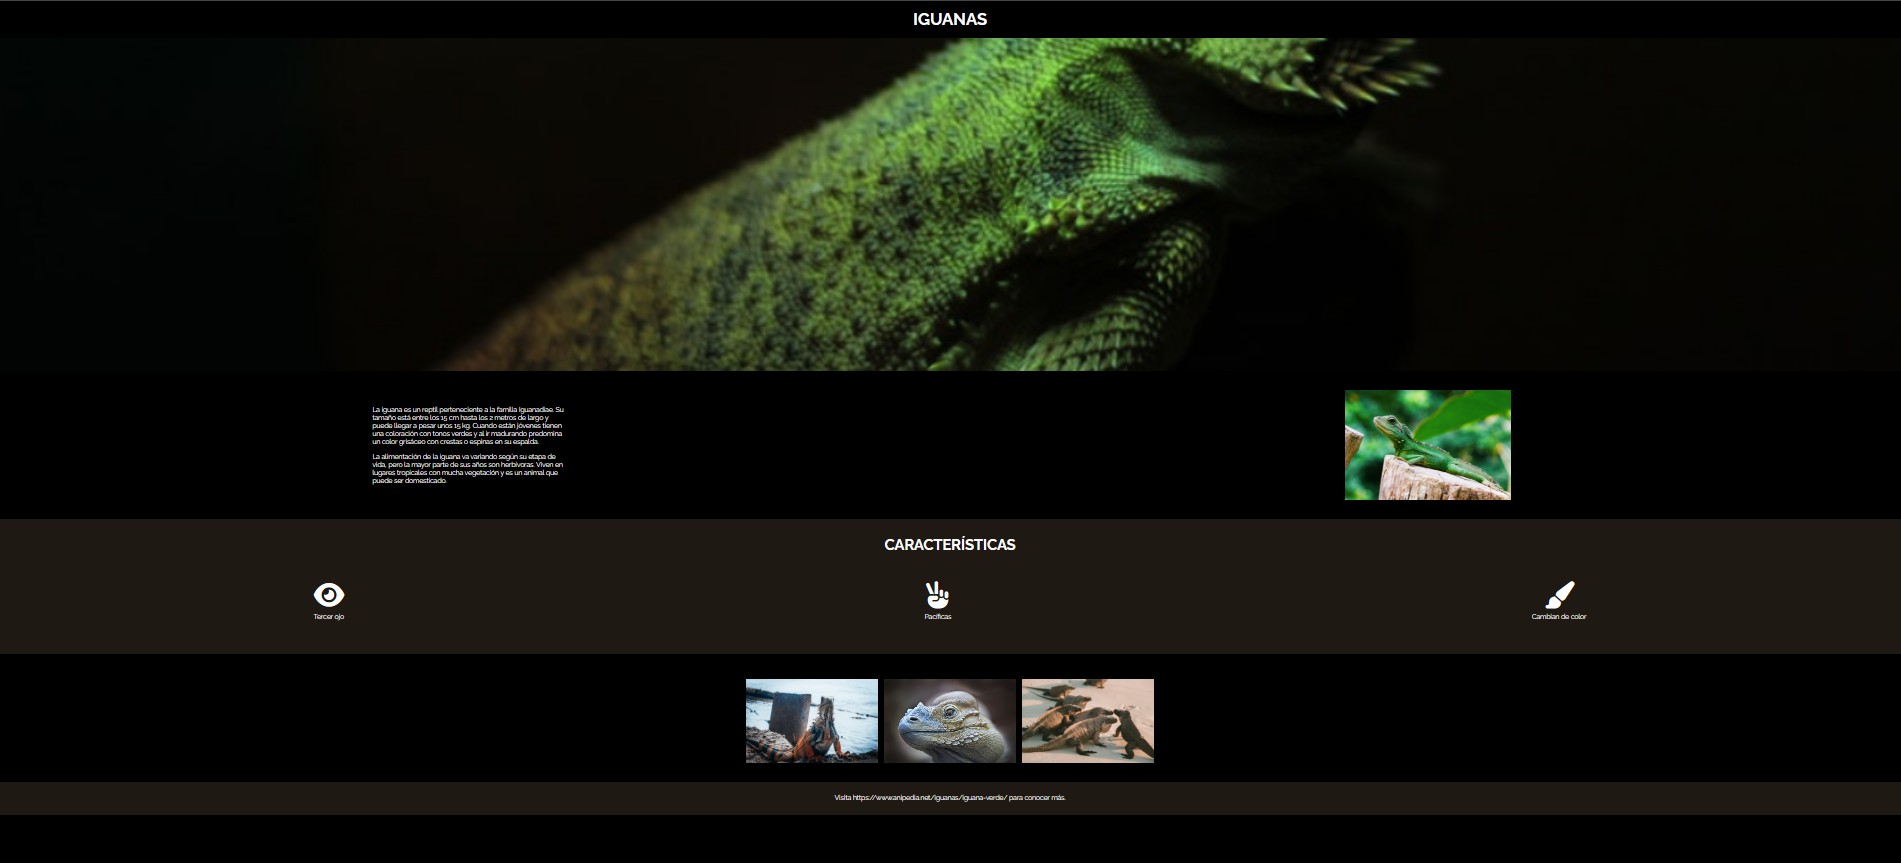 IGUANAS
La iguana es un reptil perteneciente a la familia Iguanadiae. Su
tamaño está entre los 15 cm hasta los 2 metros de largo y
puede llegar a pesar unos 15 kg. Cuando están jóvenes tienen
una coloración con tonos verdes y al ir madurando predomina
un color grisáceo con crestas o espinas en su espalda.
La alimentación de la iguana va variando según su etapa de
vida, pero la mayor parte de sus años son herbívoras. Viven en
lugares tropicales con mucha vegetación y es un animal que
puede ser domesticado.
CARACTERÍSTICAS
Tercer ojo
Pacíficas
Cambian de color
Visita https://www.anipedia.net/iguanas/iguana-verde/ para conocer más.